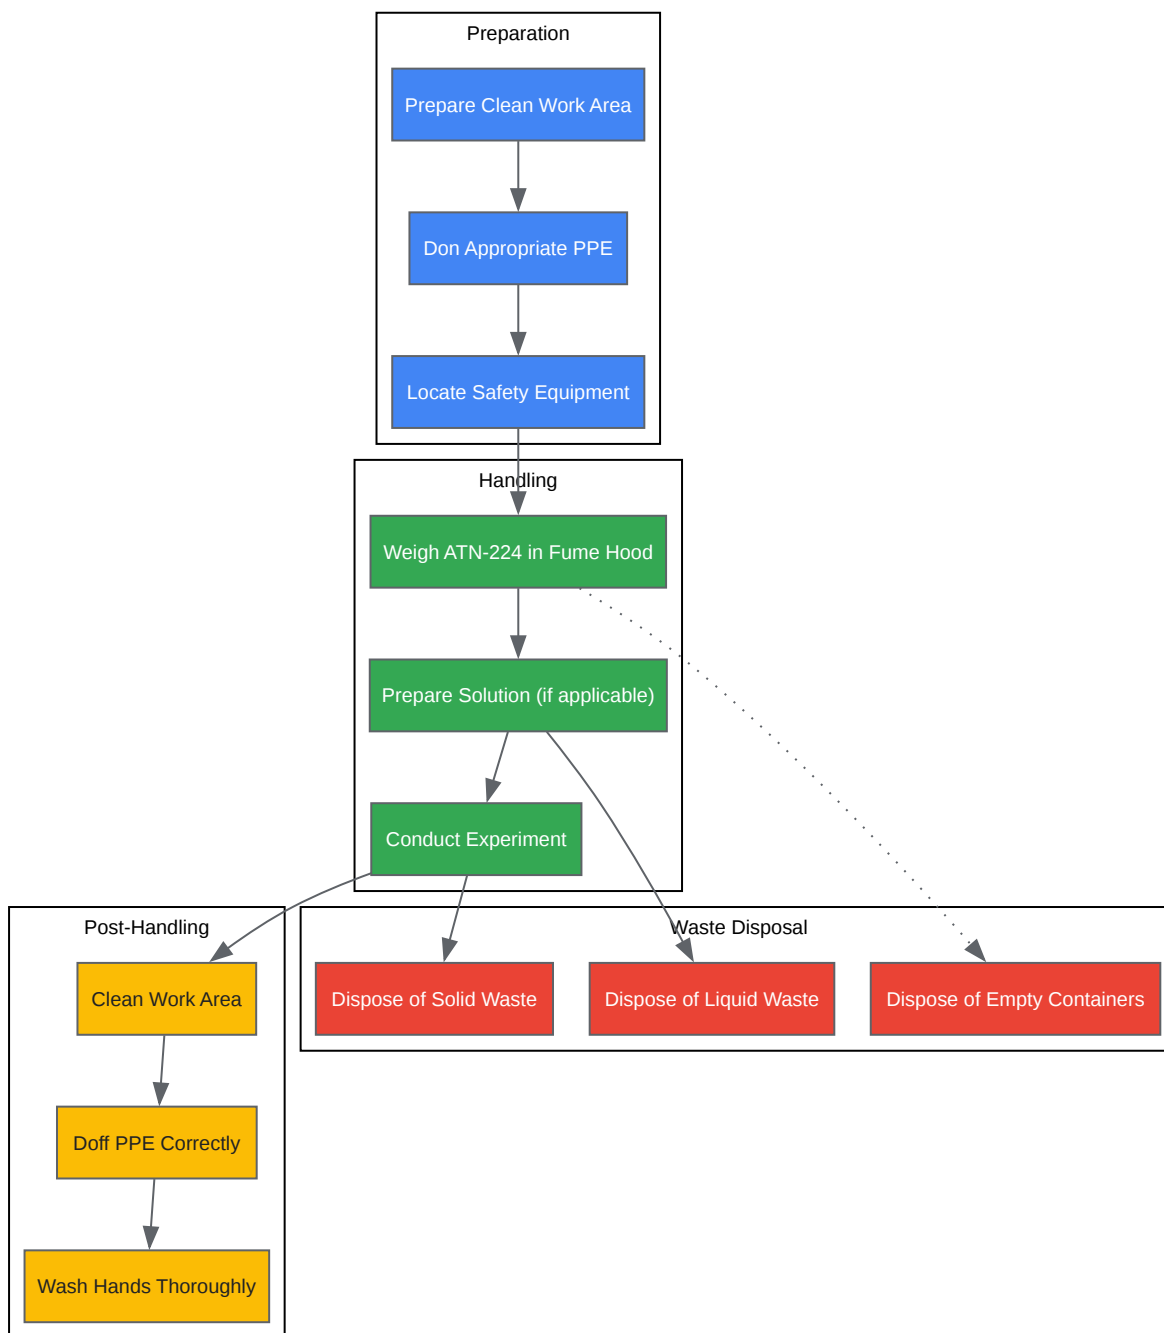 Preparation
Prepare Clean Work Area
Don Appropriate PPE
Locate Safety Equipment
Handling
Weigh ATN-224 in Fume Hood
Prepare Solution (if applicable)
Conduct Experiment
Post-Handling
Clean Work Area
Doff PPE Correctly
Wash Hands Thoroughly
Waste Disposal
Dispose of Solid Waste
Dispose of Liquid Waste
Dispose of Empty Containers